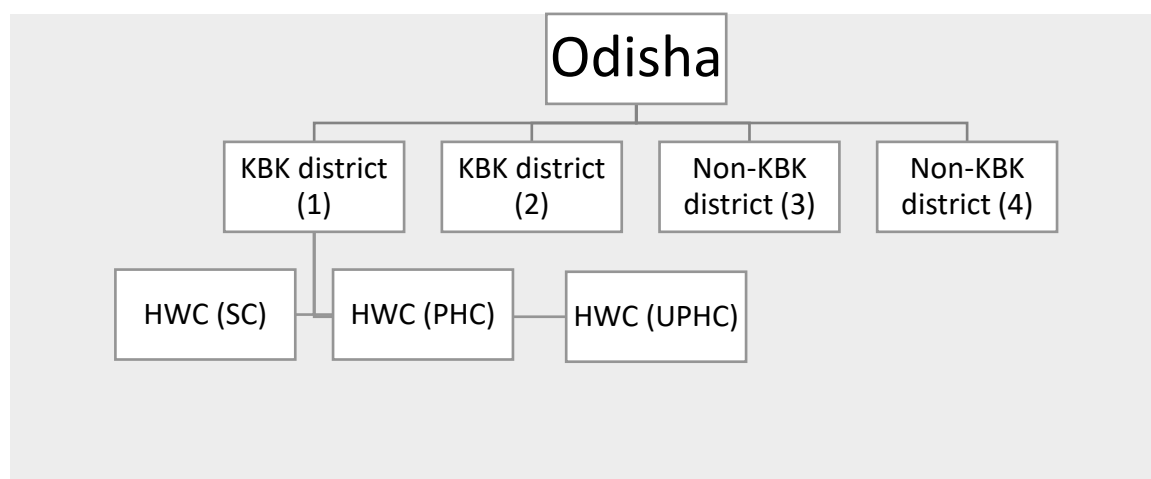 Odisha
KBK district
(1)
KBK district
(2)
Non-KBK
district (3)
Non-KBK
district (4)
HWC (SC)
HWC (PHC)
HWC (UPHC)